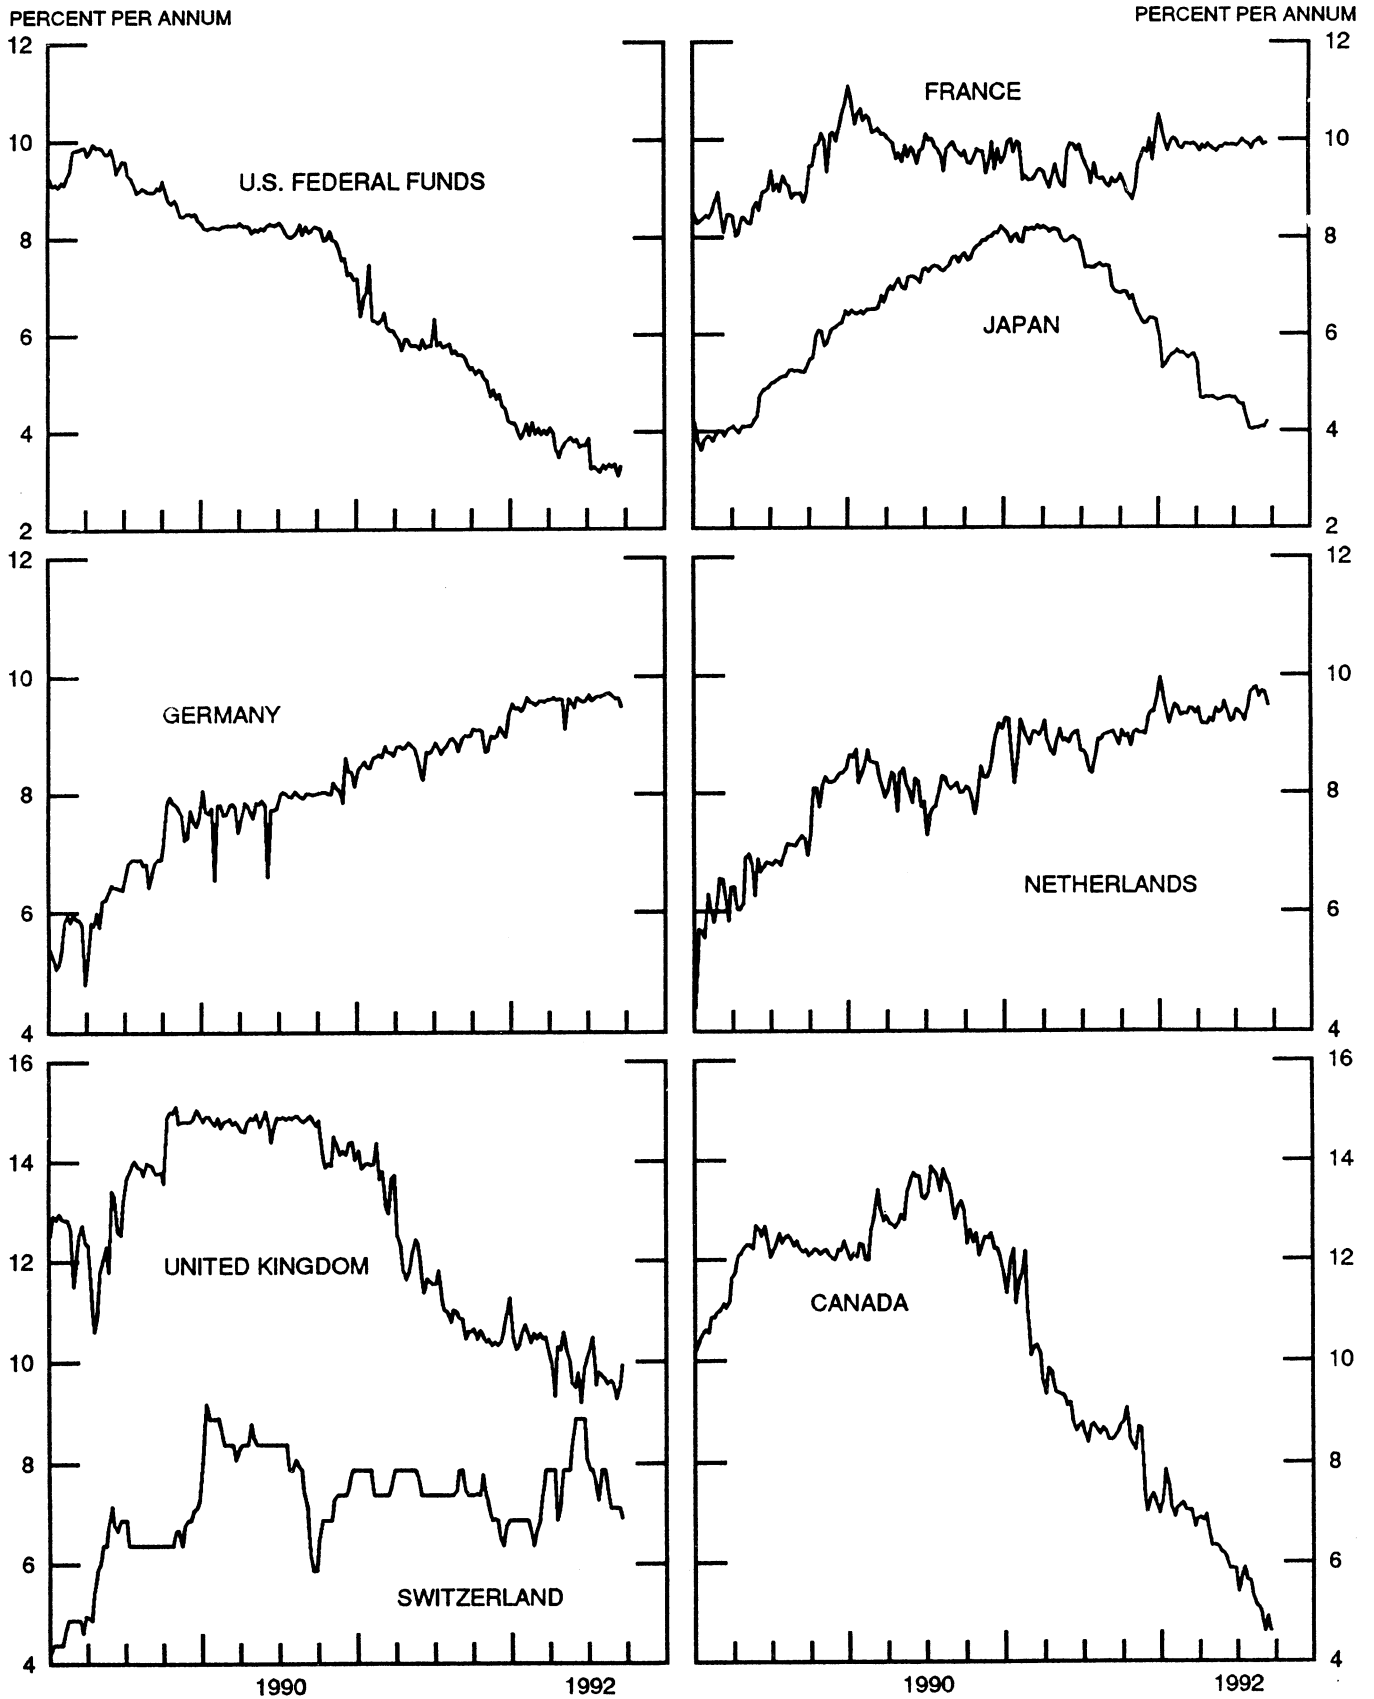 PERCENT PER ANNUM PERCENT PER ANNUM
12 12
FRANCE
10 10
U.S. FEDERAL FUNDS
8 8
JAPAN
6 6
4 4
2 2
12 12
10 10
GERMANY
8 8
NETHERLANDS
6 6
4 4
16 16
14 14
UNITED KINGDOM
12 12
CANADA
10 10
8 8
6 6
SWITZERLAND
4 4
1990 1992 1990 1992